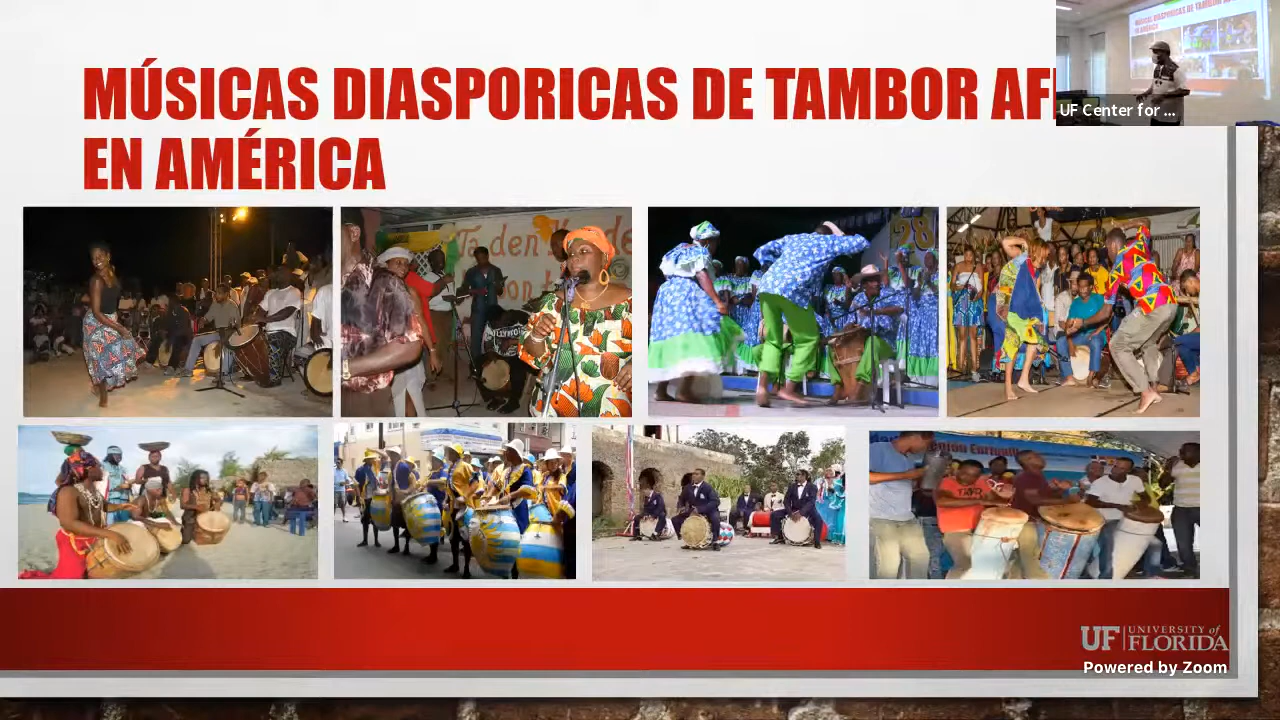 MÚSICAS DIASPORICAS DE TAMBOR AF
EN AMÉRICA
UF Center for ...
UF UNIVERSITY of
FLORIDA
Powered by Zoom